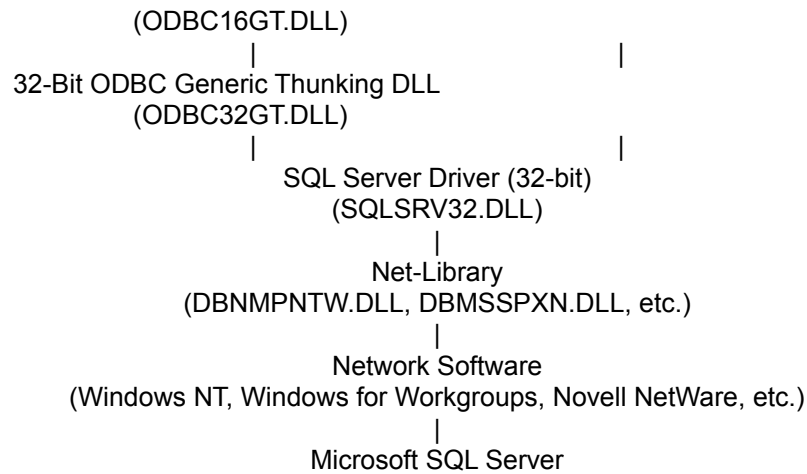 (ODBC16GT.DLL)
| |
32-Bit ODBC Generic Thunking DLL
(ODBC32GT.DLL)
| |
SQL Server Driver (32-bit)
(SQLSRV32.DLL)
|
Net-Library
(DBNMPNTW.DLL, DBMSSPXN.DLL, etc.)
|
Network Software
(Windows NT, Windows for Workgroups, Novell NetWare, etc.)
|
Microsoft SQL Server